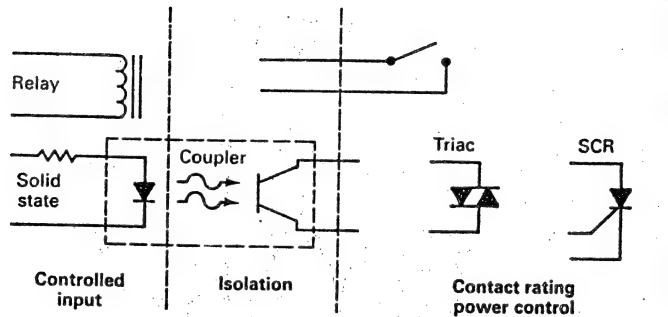 Relay
Coupler
Triac
SCR
Solid
state
Controlled
input
Isolation
Contact rating
power control